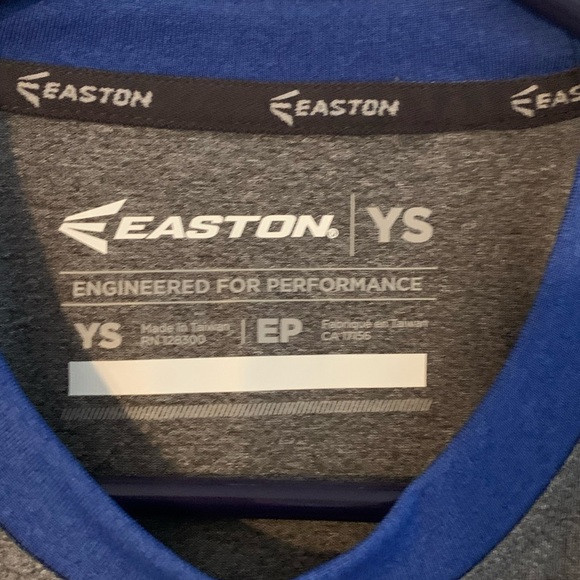 EASTON EASTON EAS
EASTON® | YS
ENGINEERED FOR PERFORMANCE
YS Made in Taiwan | EP Fabriqué en Taiwan
RN 128300 CA 17155